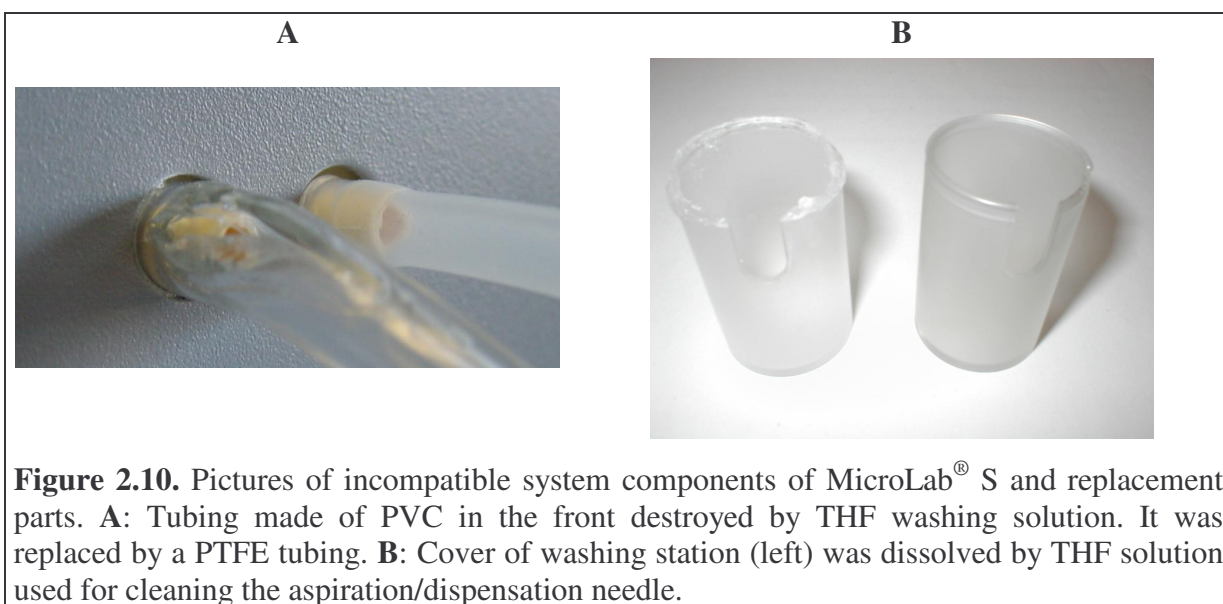 A
B
Figure 2.10. Pictures of incompatible system components of MicroLab® S and replacement
parts. A: Tubing made of PVC in the front destroyed by THF washing solution. It was
replaced by a PTFE tubing. B: Cover of washing station (left) was dissolved by THF solution
used for cleaning the aspiration/dispensation needle.